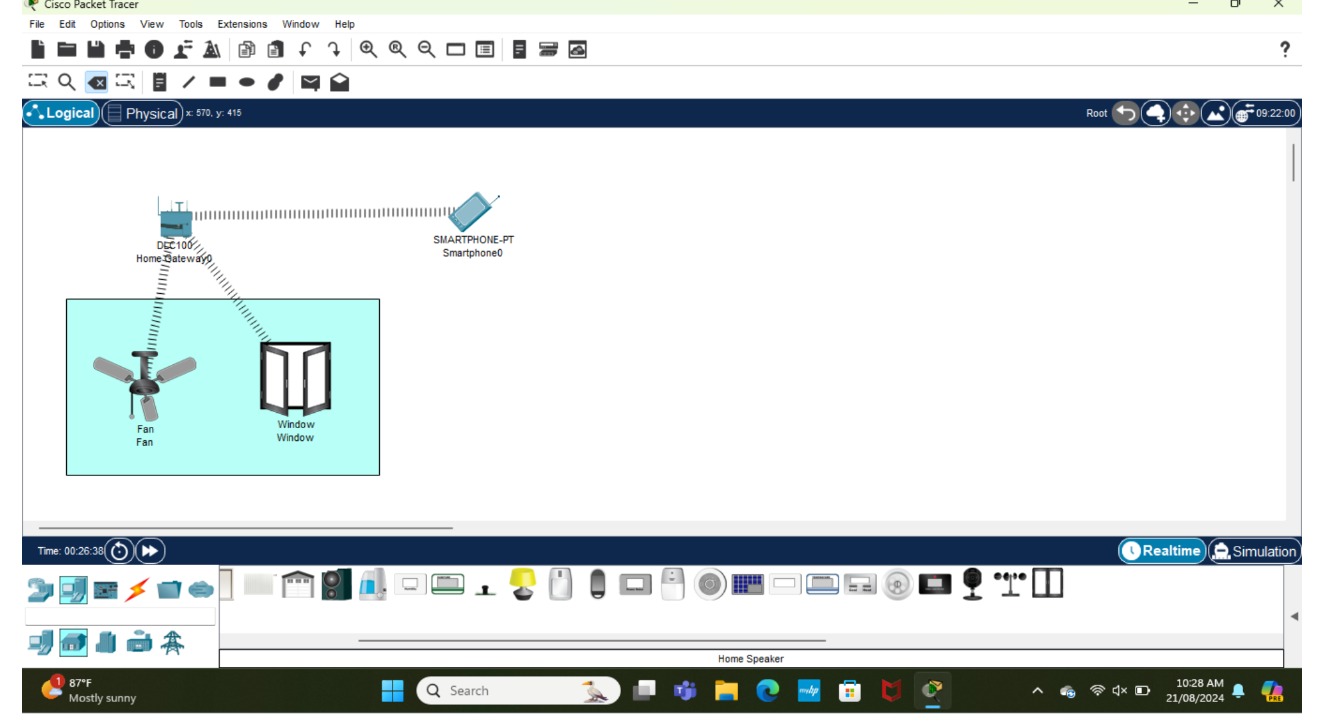 Cisco Packet Tracer
File Edit Options View Tools Extensions Window Help
?
Logical Physical x: 570, y: 415 Root 09:22:00
DLC100
Home Gateway0
SMARTPHONE-PT
Smartphone0
Fan
Fan
Window
Window
Time: 00:26:38 Realtime Simulation
Home Speaker
1
87°F
Mostly sunny
Search
myhp
PRE
10:28 AM
21/08/2024